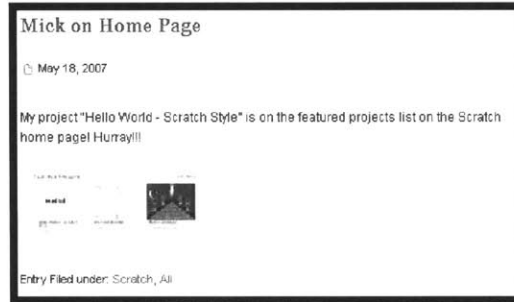 Mick on Home Page
May 18, 2007
My project "Hello World - Scratch Style" is on the featured projects list on the Scratch
home page! Hurray!!!
Entry Filed under: Scratch, All